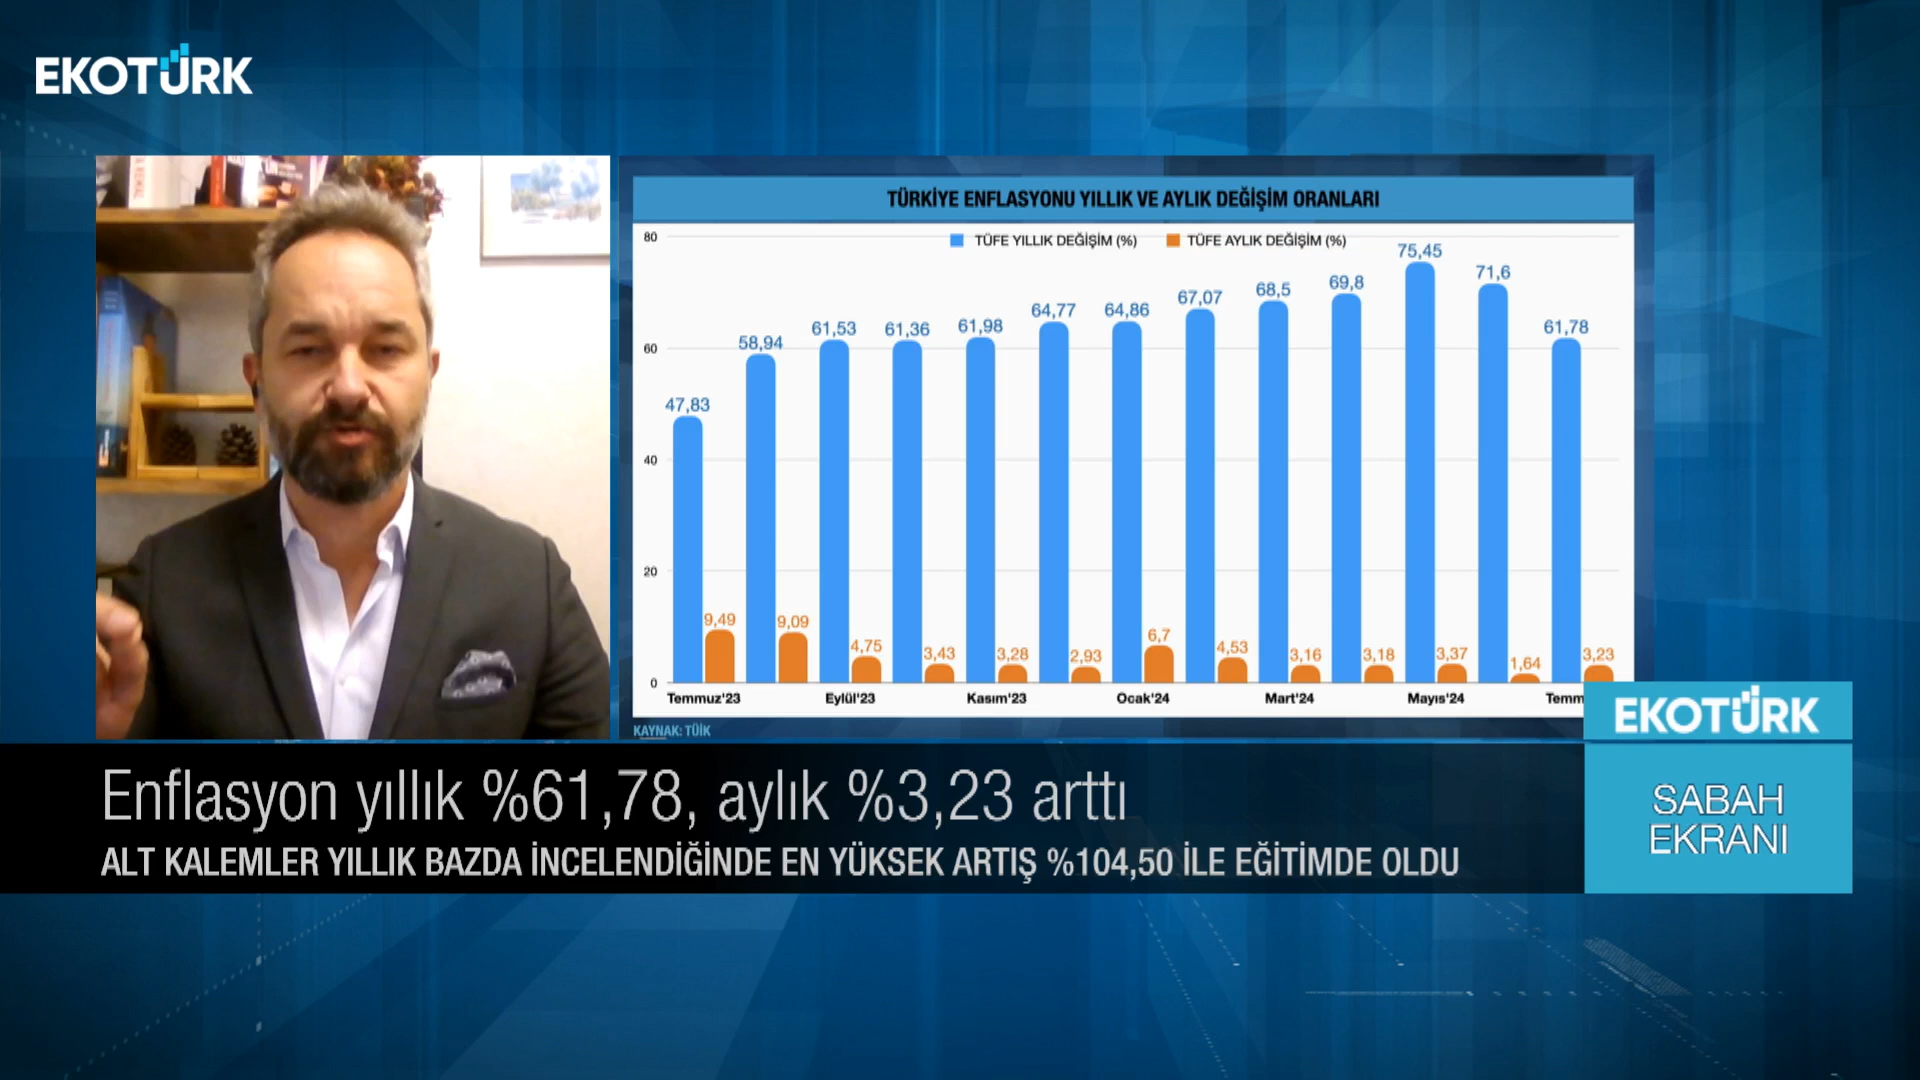 EKOTÜRK
TÜRKİYE ENFLASYONU YILLIK VE AYLIK DEĞİŞİM ORANLARI
TÜFE YILLIK DEĞİŞİM (%) TÜFE AYLIK DEĞİŞİM (%)
80
60
40
20
0
47,83 58,94 61,53 61,36 61,98 64,77 64,86 67,07 68,5 69,8 75,45 71,6 61,78
9,49 9,09 4,75 3,43 3,28 2,93 6,7 4,53 3,16 3,18 3,37 1,64 3,23
Temmuz'23 Eylül'23 Kasım'23 Ocak'24 Mart'24 Mayıs'24 Temm
KAYNAK: TÜİK
EKOTÜRK
Enflasyon yıllık %61,78, aylık %3,23 arttı
ALT KALEMLER YILLIK BAZDA İNCELENDİĞİNDE EN YÜKSEK ARTIŞ %104,50 İLE EĞİTİMDE OLDU
SABAH
EKRANI